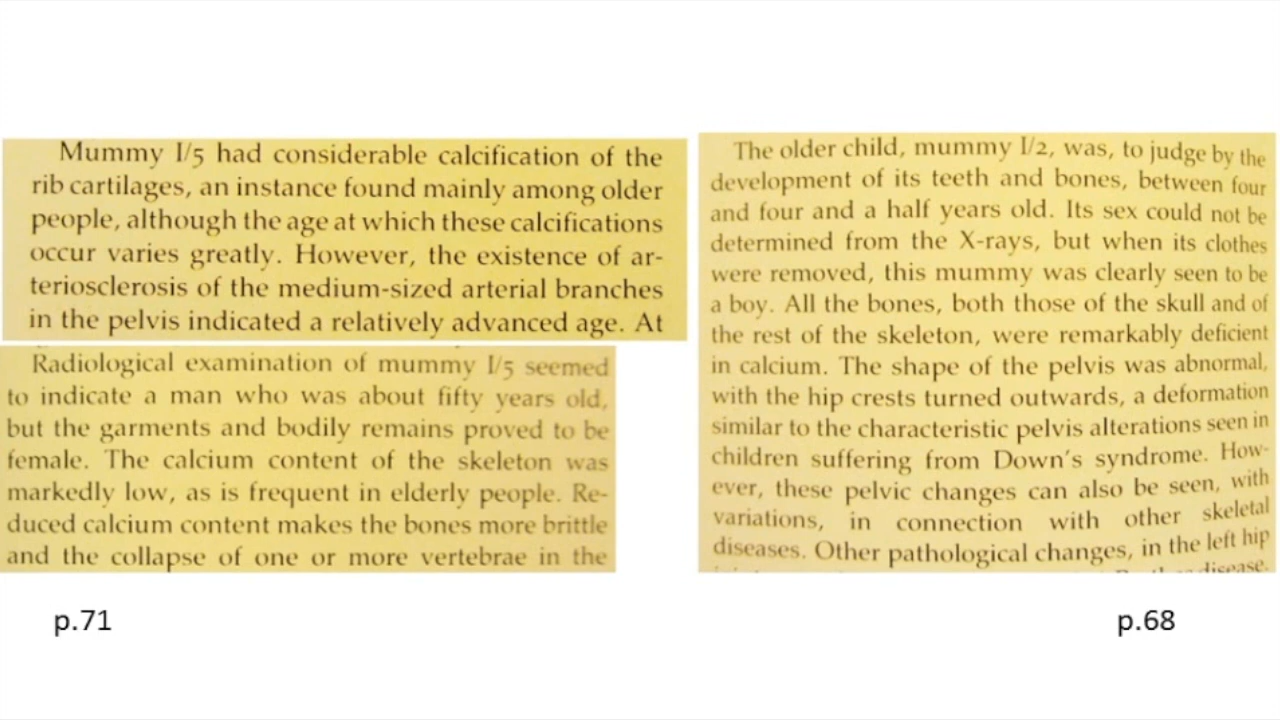 Mummy I/5 had considerable calcification of the
rib cartilages, an instance found mainly among older
people, although the age at which these calcifications
occur varies greatly. However, the existence of ar-
teriosclerosis of the medium-sized arterial branches
in the pelvis indicated a relatively advanced age. At
Radiological examination of mummy I/5 seemed
to indicate a man who was about fifty years old,
but the garments and bodily remains proved to be
female. The calcium content of the skeleton was
markedly low, as is frequent in elderly people. Re-
duced calcium content makes the bones more brittle
and the collapse of one or more vertebrae in the
p.71
The older child, mummy I/2, was, to judge by the
development of its teeth and bones, between four
and four and a half years old. Its sex could not be
determined from the X-rays, but when its clothes
were removed, this mummy was clearly seen to be
a boy. All the bones, both those of the skull and of
the rest of the skeleton, were remarkably deficient
in calcium. The shape of the pelvis was abnormal,
with the hip crests turned outwards, a deformation
similar to the characteristic pelvis alterations seen in
children suffering from Down's syndrome. How-
ever, these pelvic changes can also be seen, with
variations, in connection with other skeletal
diseases. Other pathological changes, in the left hip
disease.
p.68